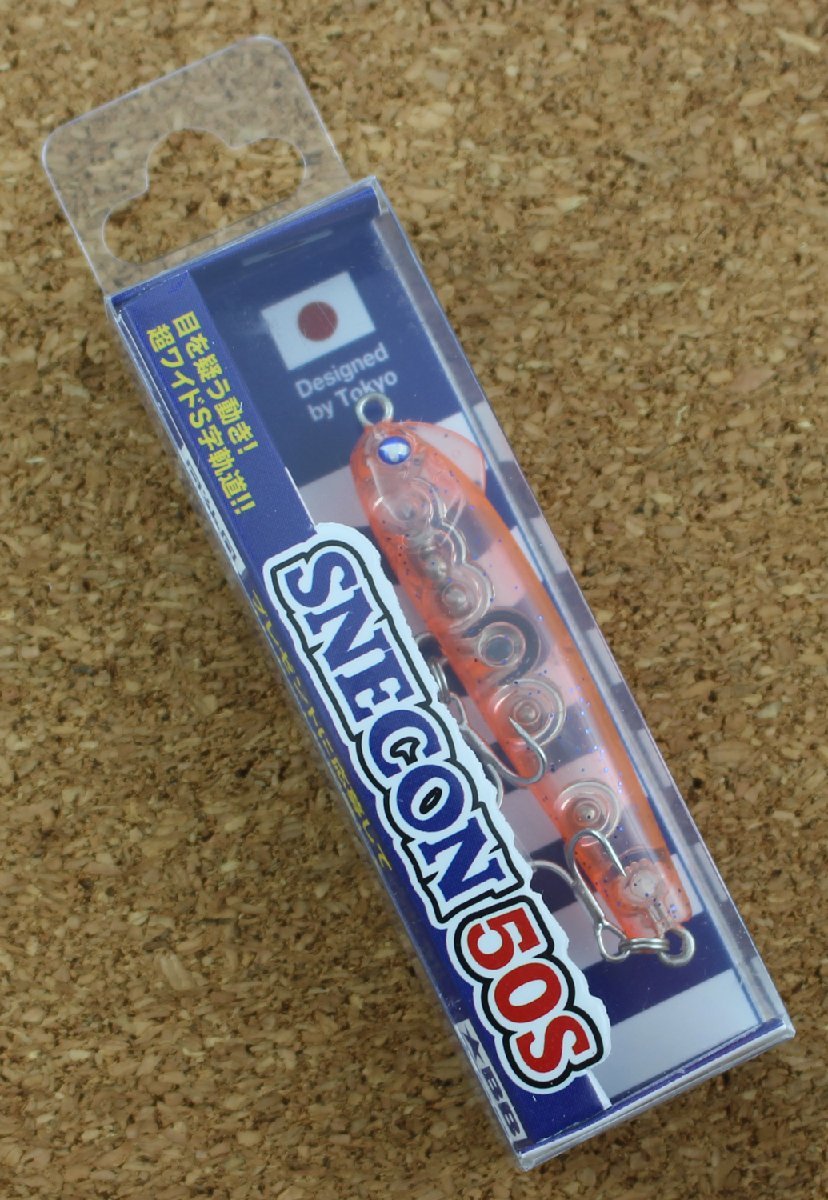 目を疑う動き!
超ワイドS字軌道!!
Designed
by Tokyo
SNECON 50S